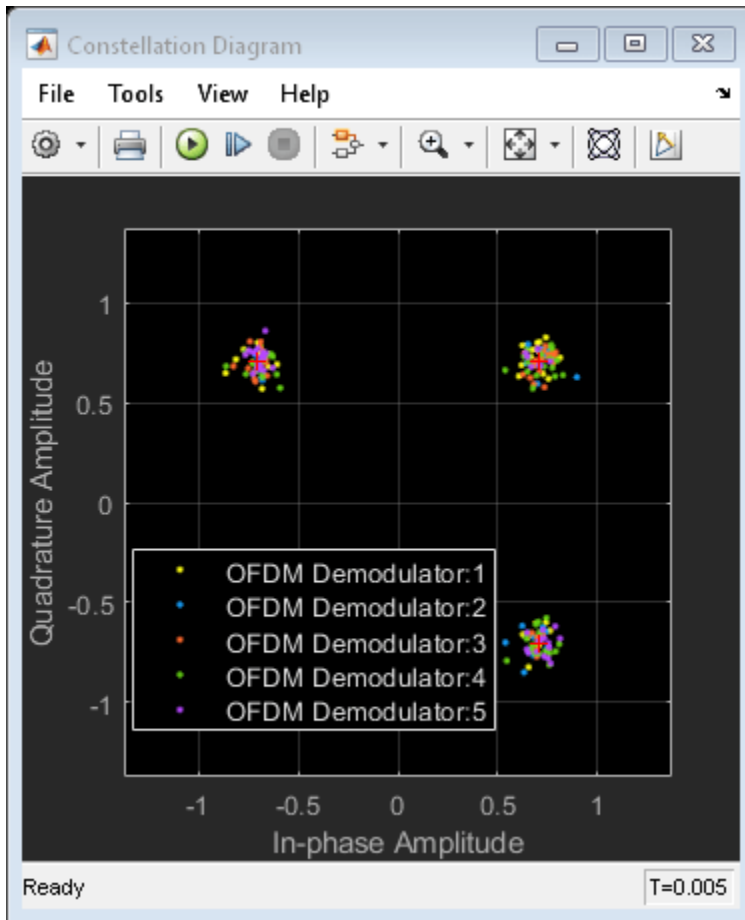 Constellation Diagram
File Tools View Help
1
0.5
0
-0.5
-1
Quadrature Amplitude
OFDM Demodulator:1
OFDM Demodulator:2
OFDM Demodulator:3
OFDM Demodulator:4
OFDM Demodulator:5
-1 -0.5 0 0.5 1
In-phase Amplitude
Ready T=0.005